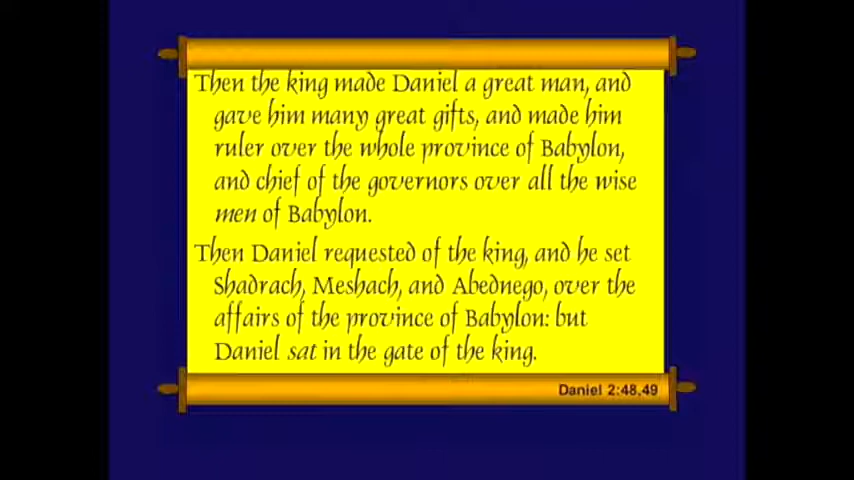 Then the king made Daniel a great man, and
gave him many great gifts, and made him
ruler over the whole province of Babylon,
and chief of the governors over all the wise
men of Babylon.
Then Daniel requested of the king, and he set
Shadrach, Meshach, and Abednego, over the
affairs of the province of Babylon: but
Daniel sat in the gate of the king.
Daniel 2:48,49